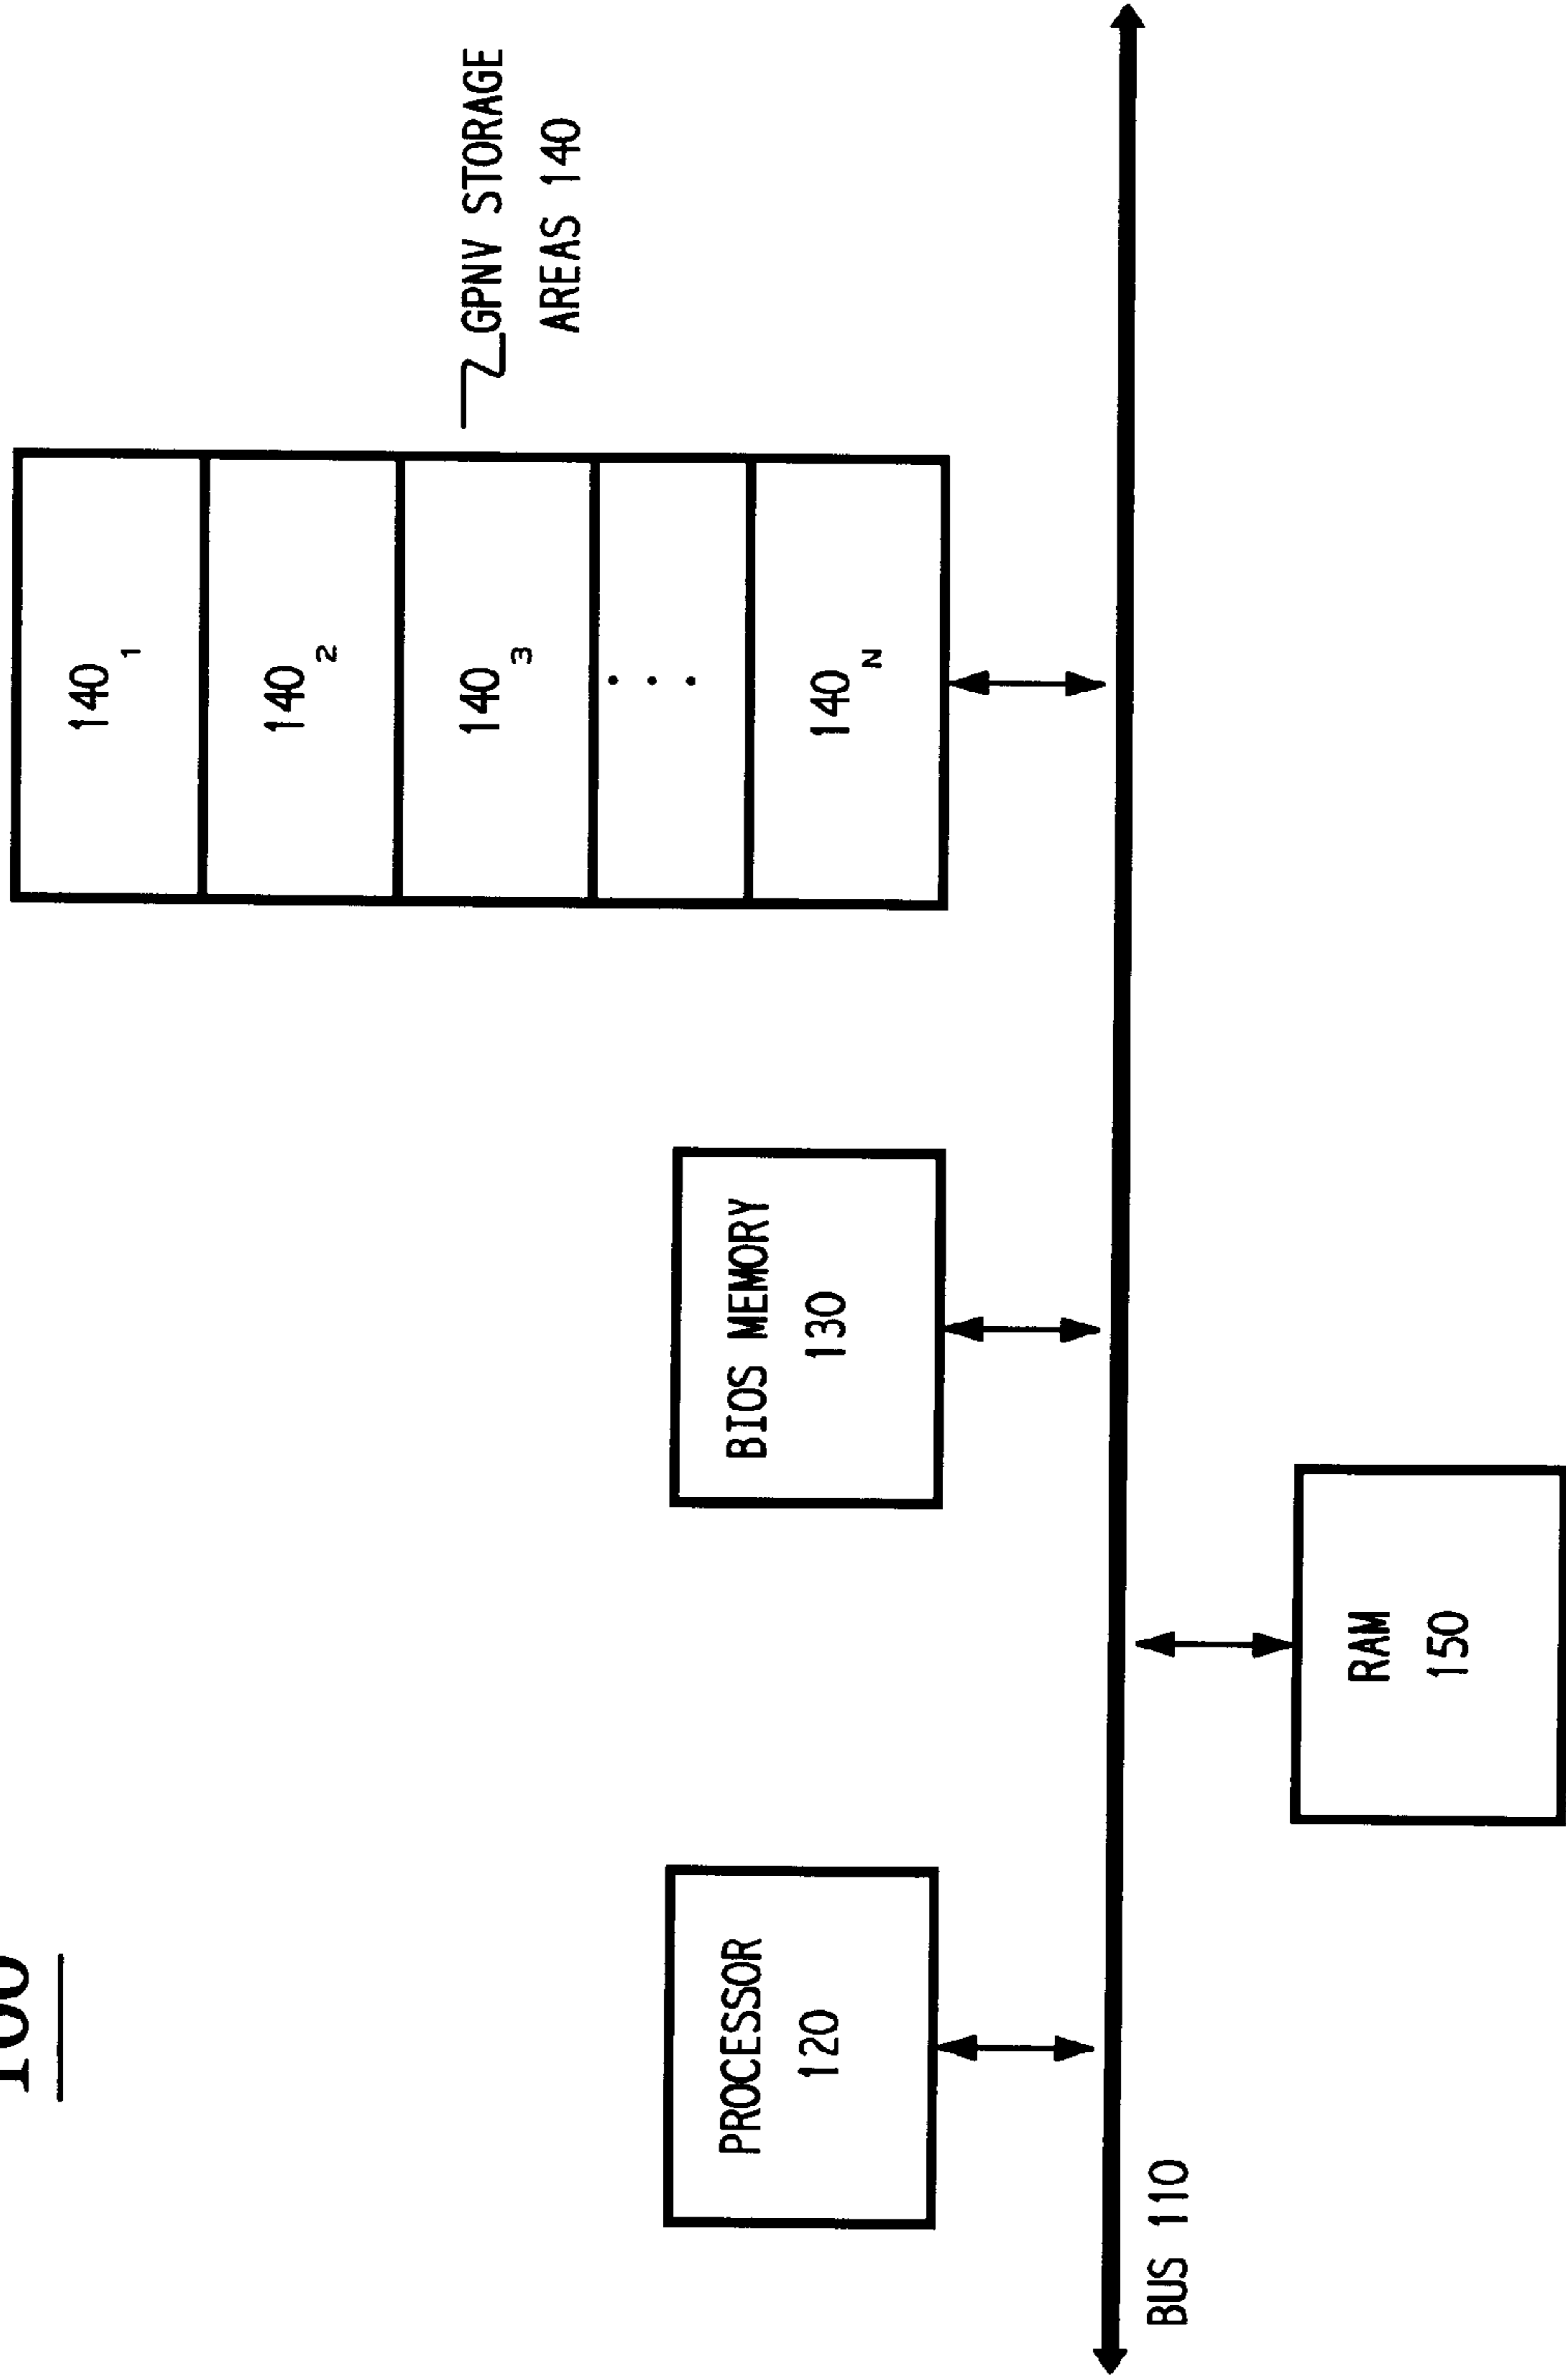 100
140 1
140 2
140 3
. . .
140 N
GPNV STORAGE
AREAS 140
BIOS MEMORY
130
PROCESSOR
120
RAM
150
BUS 110